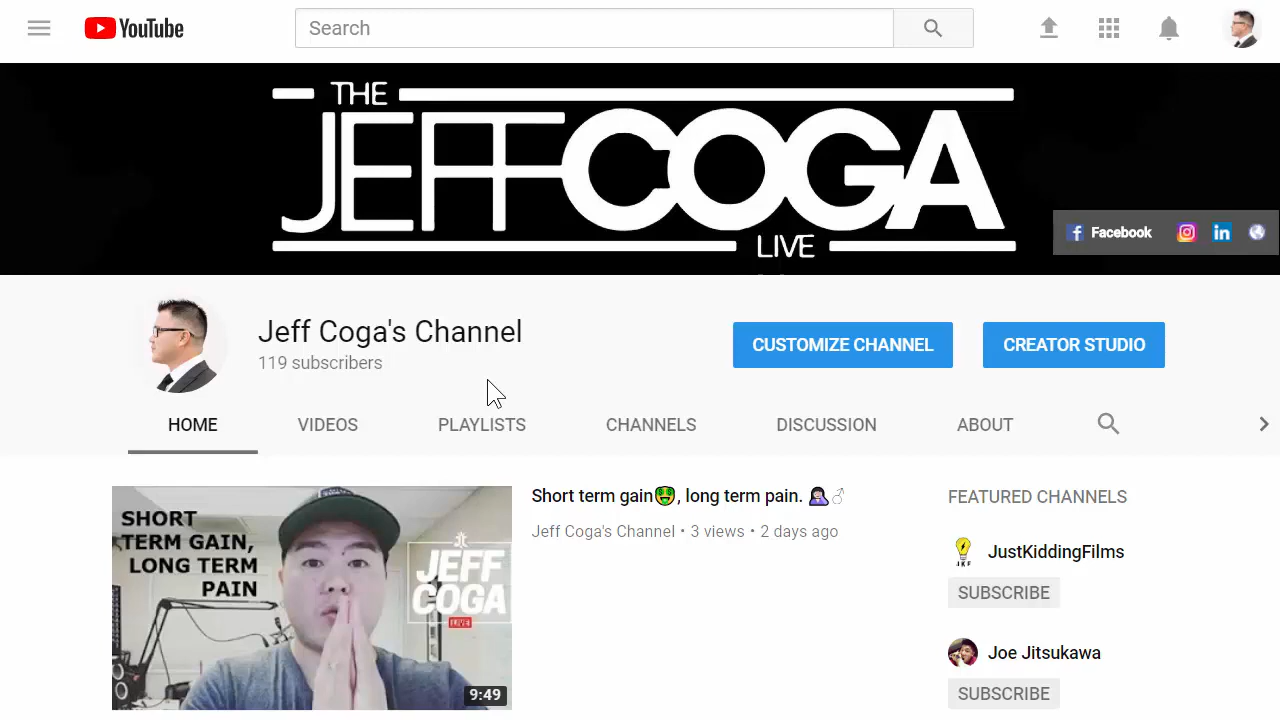 YouTube
Search
THE
JEFF COGA
LIVE
Facebook
Jeff Coga's Channel
119 subscribers
CUSTOMIZE CHANNEL
CREATOR STUDIO
HOME
VIDEOS
PLAYLISTS
CHANNELS
DISCUSSION
ABOUT
SHORT
TERM GAIN,
LONG TERM
PAIN
JEFF
COGA
LIVE
9:49
Short term gain🤑, long term pain. 🤦🏻‍♂
Jeff Coga's Channel • 3 views • 2 days ago
FEATURED CHANNELS
JKF
JustKiddingFilms
SUBSCRIBE
Joe Jitsukawa
SUBSCRIBE